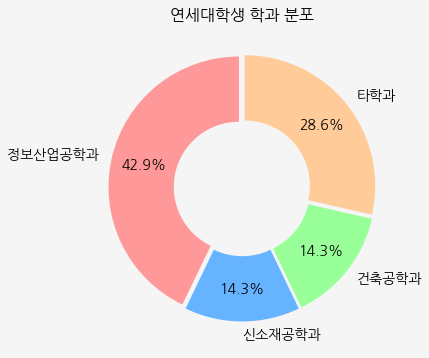 연세대학생 학과 분포
타학과
28.6%
정보산업공학과
42.9%
14.3%
건축공학과
14.3%
신소재공학과